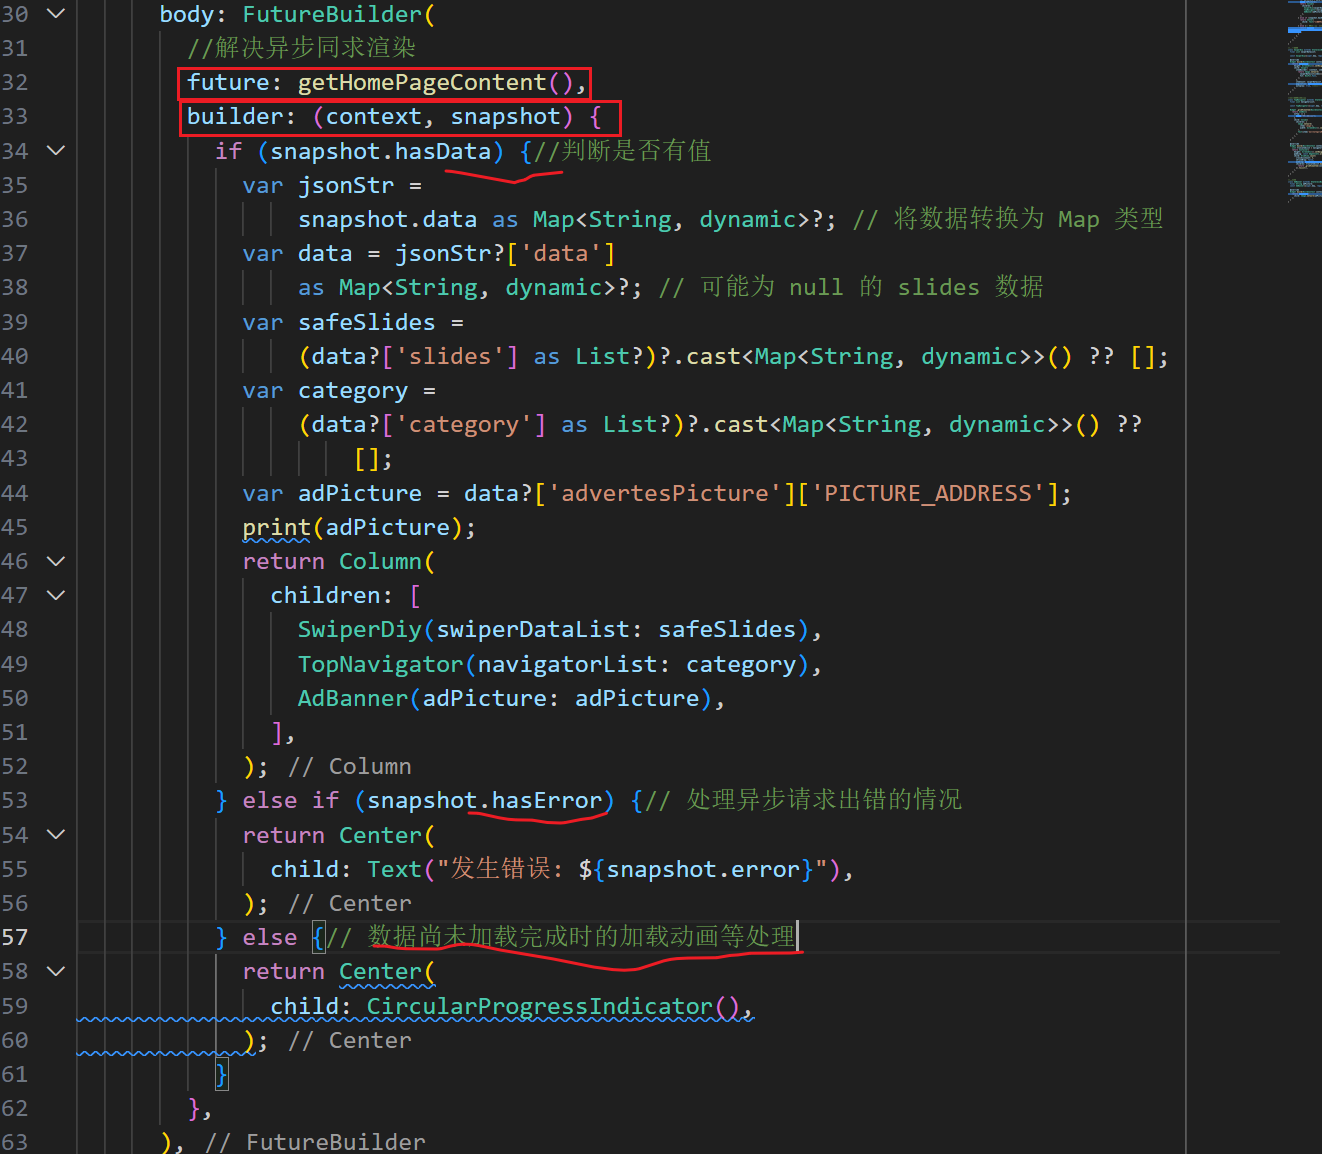 30 body: FutureBuilder(
31 //解决异步同求渲染
32 future: getHomePageContent(),
33 builder: (context, snapshot) {
34 if (snapshot.hasData) {//判断是否有值
35 var jsonStr =
36 snapshot.data as Map<String, dynamic>?; // 将数据转换为 Map 类型
37 var data = jsonStr?['data']
38 as Map<String, dynamic>?; // 可能为 null 的 slides 数据
39 var safeSlides =
40 (data?['slides'] as List?)?.cast<Map<String, dynamic>>() ?? [];
41 var category =
42 (data?['category'] as List?)?.cast<Map<String, dynamic>>() ??
43 [];
44 var adPicture = data?['advertesPicture']['PICTURE_ADDRESS'];
45 print(adPicture);
46 return Column(
47 children: [
48 SwiperDiy(swiperDataList: safeSlides),
49 TopNavigator(navigatorList: category),
50 AdBanner(adPicture: adPicture),
51 ],
52 ); // Column
53 } else if (snapshot.hasError) {// 处理异步请求出错的情况
54 return Center(
55 child: Text("发生错误: ${snapshot.error}"),
56 ); // Center
57 } else {// 数据尚未加载完成时的加载动画等处理
58 return Center(
59 child: CircularProgressIndicator(),
60 ); // Center
61 }
62 },
63 ), // FutureBuilder